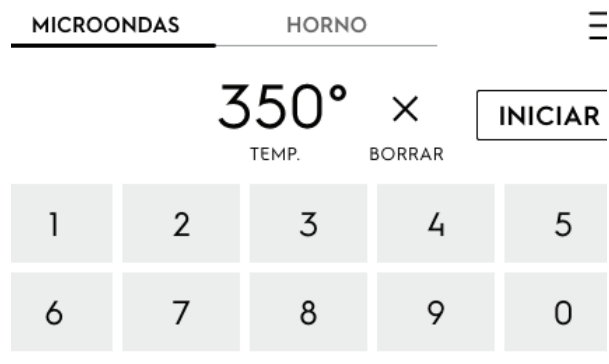 MICROONDAS HORNO
350° × INICIAR
TEMP. BORRAR
1 2 3 4 5
6 7 8 9 0